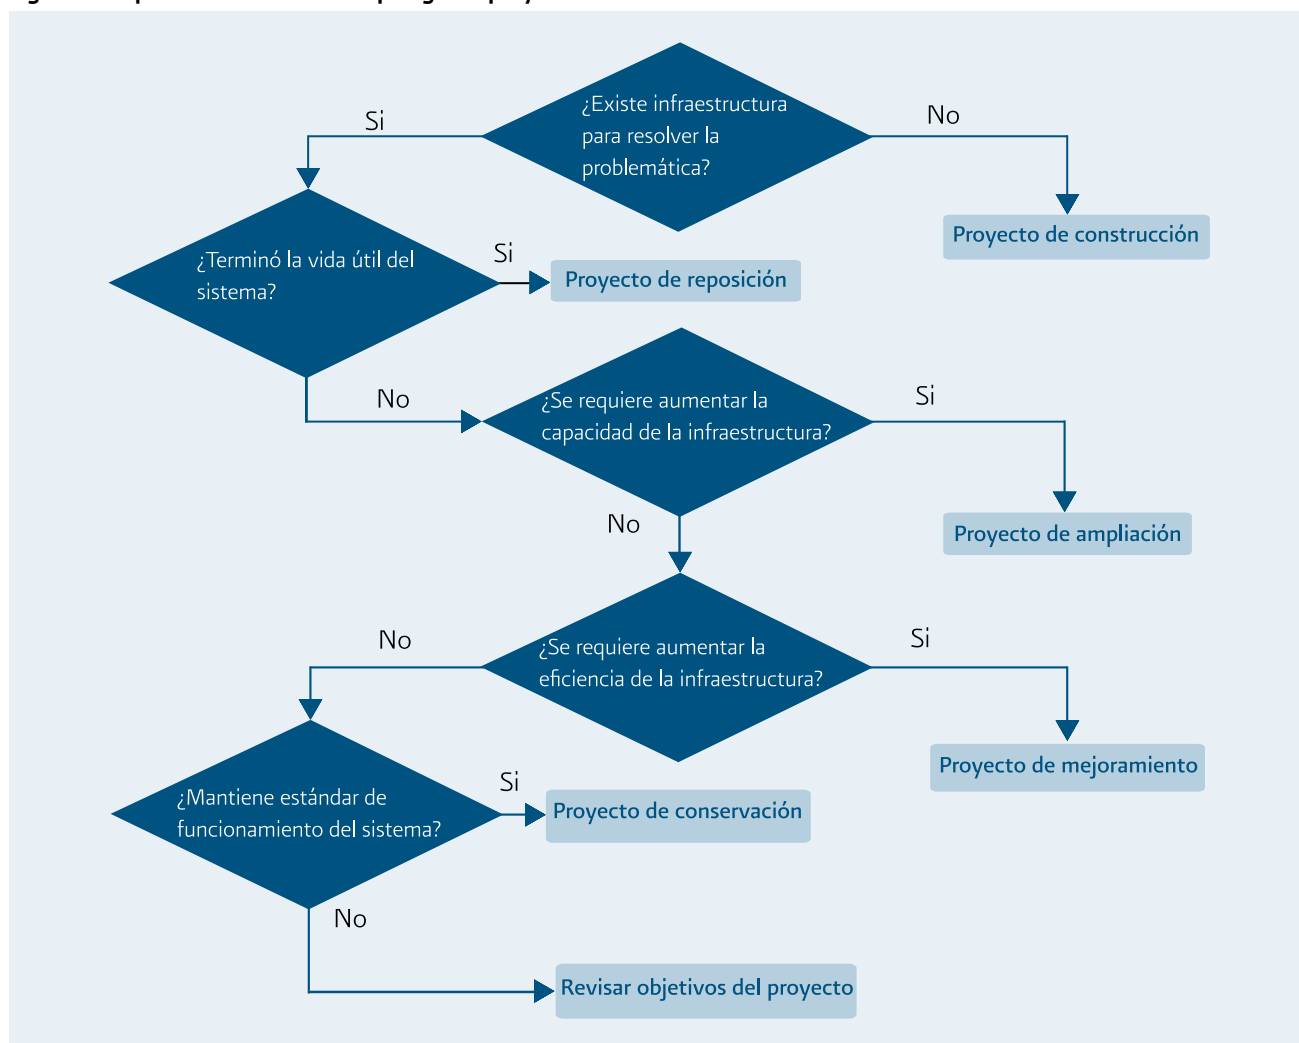 ¿Existe infraestructura
para resolver la
problemática?
Si
No
Proyecto de construcción
¿Terminó la vida útil del
sistema?
Si
Proyecto de reposición
No
¿Se requiere aumentar la
capacidad de la infraestructura?
Si
Proyecto de ampliación
No
¿Se requiere aumentar la
eficiencia de la infraestructura?
No
Si
Proyecto de mejoramiento
¿Mantiene estándar de
funcionamiento del sistema?
Si
Proyecto de conservación
No
Revisar objetivos del proyecto